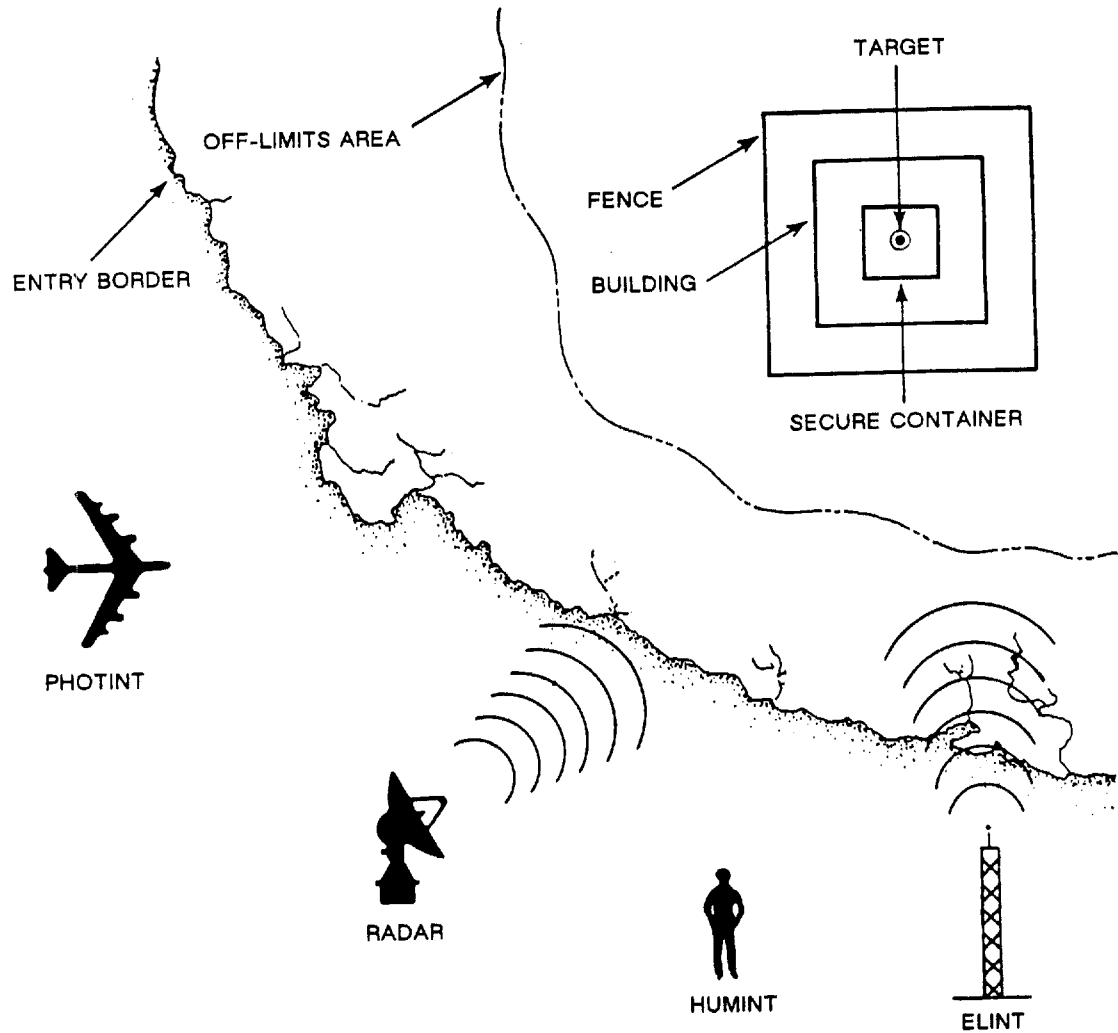 TARGET
OFF-LIMITS AREA
FENCE
ENTRY BORDER
BUILDING
SECURE CONTAINER
PHOTINT
RADAR
HUMINT
ELINT